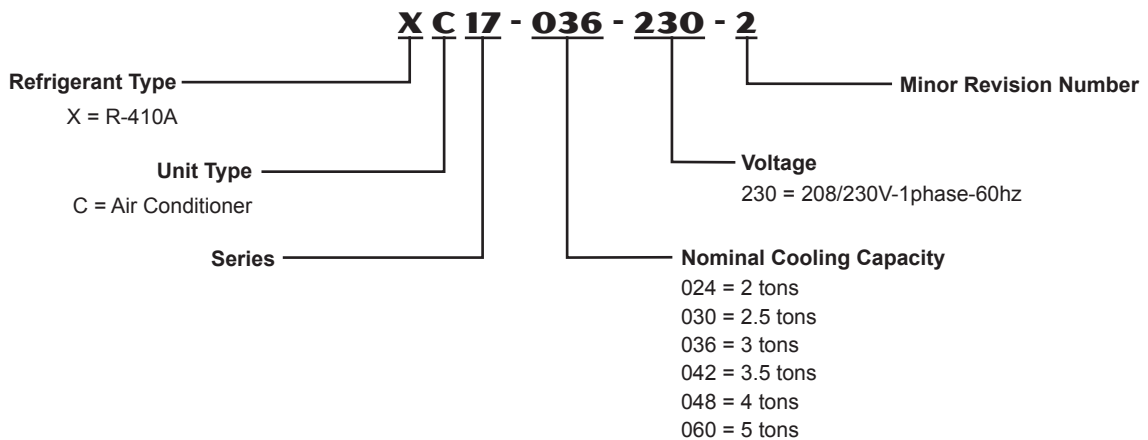 X C 17 - 036 - 230 - 2
Refrigerant Type
X = R-410A
Unit Type
C = Air Conditioner
Series
Minor Revision Number
Voltage
230 = 208/230V-1phase-60hz
Nominal Cooling Capacity
024 = 2 tons
030 = 2.5 tons
036 = 3 tons
042 = 3.5 tons
048 = 4 tons
060 = 5 tons